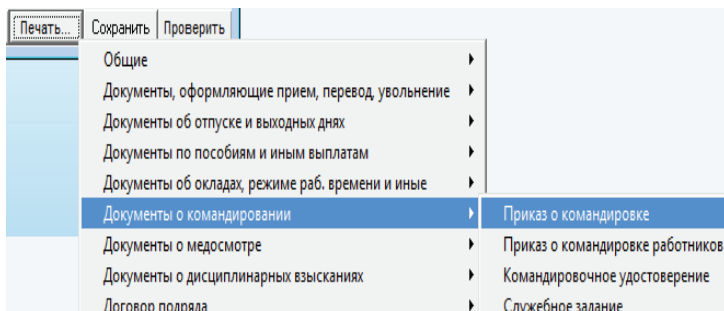 Печать... Сохранить Проверить
Общие
Документы, оформляющие прием, перевод, увольнение
Документы об отпуске и выходных днях
Документы по пособиям и иным выплатам
Документы об окладах, режиме раб. времени и иные
Документы о командировании Приказ о командировке
Документы о медосмотре Приказ о командировке работников
Документы о дисциплинарных взысканиях Командировочное удостоверение
Договор подряда Служебное задание